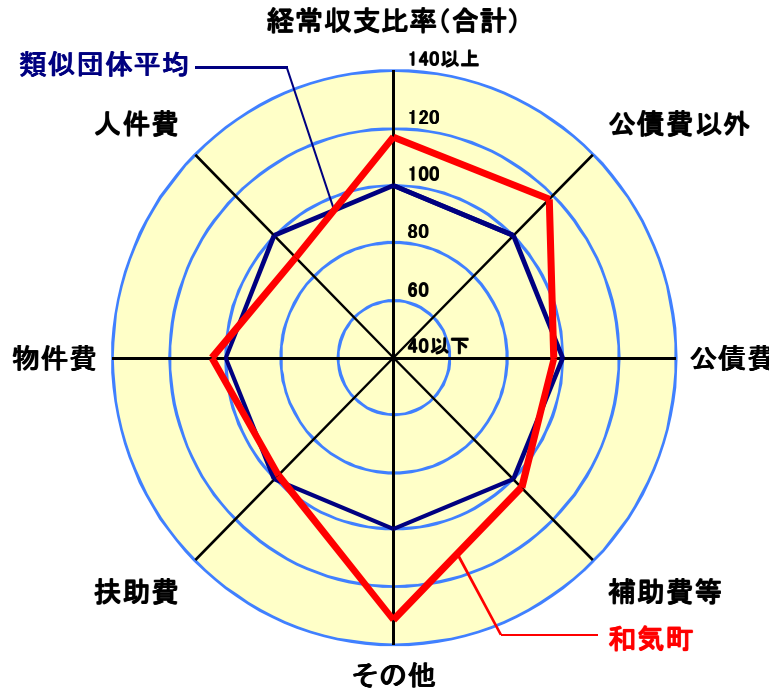 経常収支比率(合計)
140以上
類似団体平均
人件費
120
公債費以外
100
80
60
40以下
物件費
公債費
扶助費
補助費等
和気町
その他